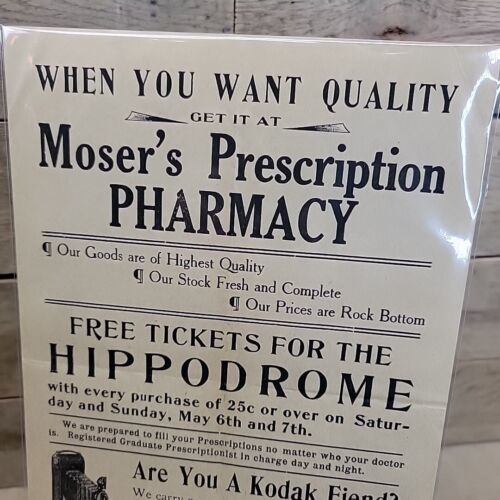 WHEN YOU WANT QUALITY
GET IT AT
Moser's Prescription
PHARMACY
¶ Our Goods are of Highest Quality
¶ Our Stock Fresh and Complete
¶ Our Prices are Rock Bottom
FREE TICKETS FOR THE
HIPPODROME
with every purchase of 25c or over on Satur-
day and Sunday, May 6th and 7th.
We are prepared to fill your Prescriptions no matter who your doctor
is. Registered Graduate Prescriptionist in charge day and night.
Are You A Kodak Fiend?
We carry